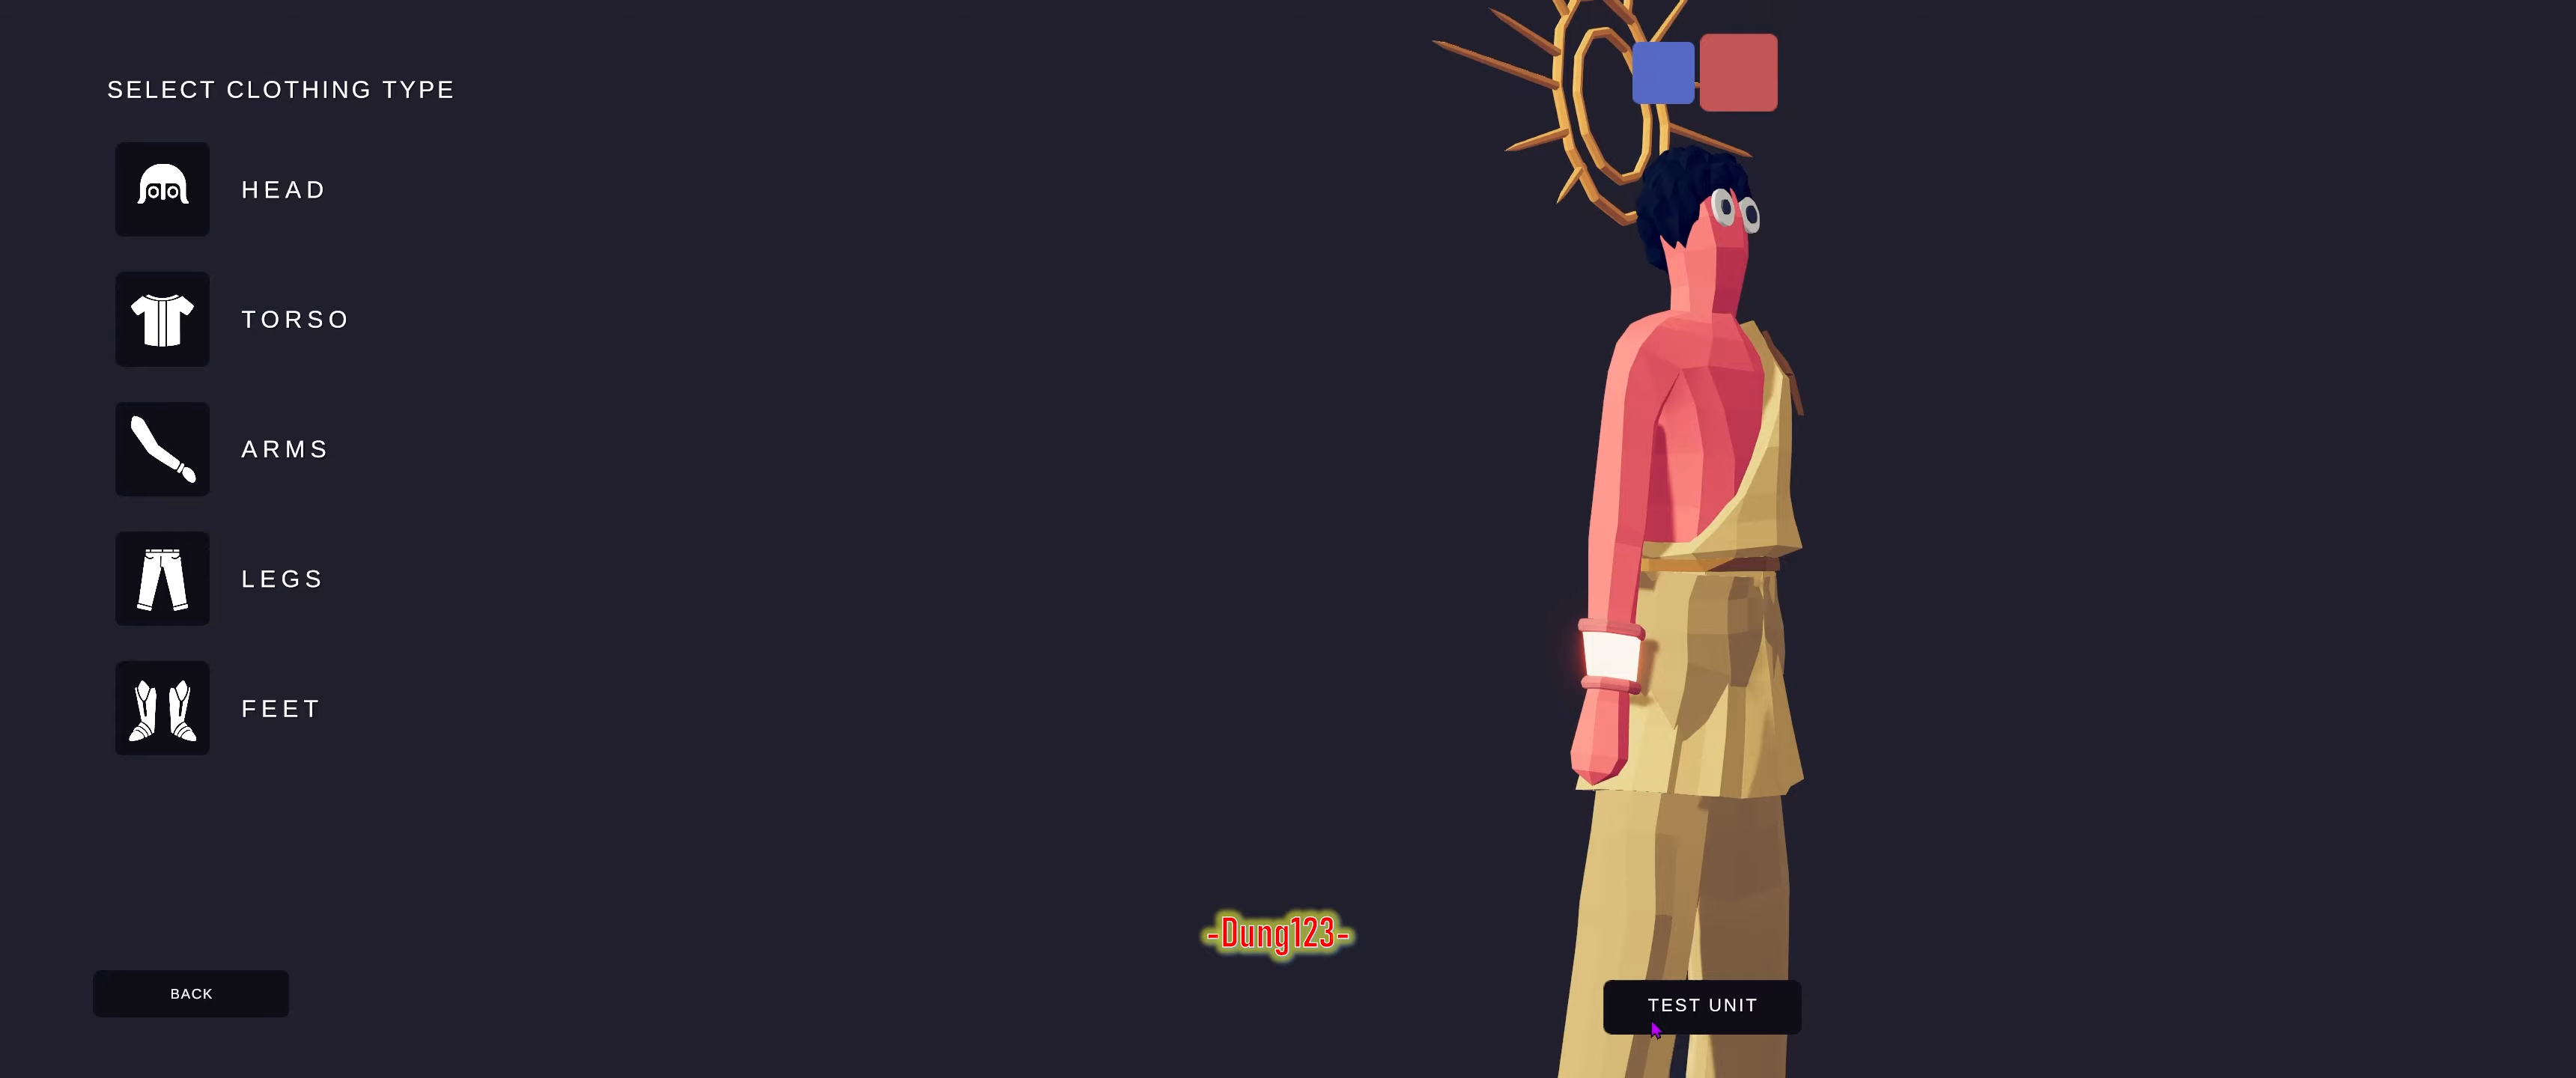 SELECT CLOTHING TYPE
HEAD
TORSO
ARMS
LEGS
FEET
-Dung123-
BACK
TEST UNIT